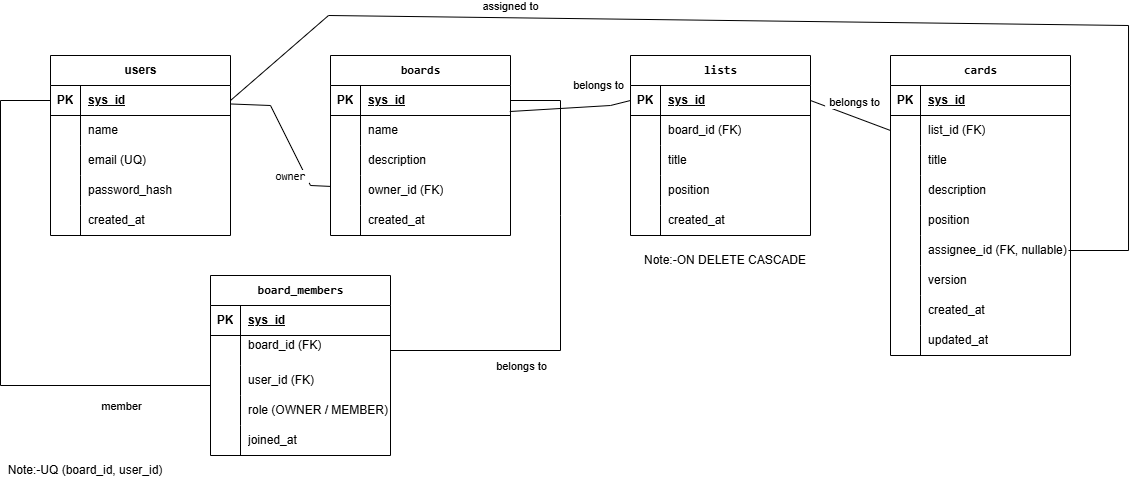 assigned to
users
PK sys_id
name
email (UQ)
password_hash
created_at
owner
boards
PK sys_id
name
description
owner_id (FK)
created_at
belongs to
lists
PK sys_id
board_id (FK)
title
position
created_at
Note:-ON DELETE CASCADE
belongs to
cards
PK sys_id
list_id (FK)
title
description
position
assignee_id (FK, nullable)
version
created_at
updated_at
board_members
PK sys_id
board_id (FK)
user_id (FK)
role (OWNER / MEMBER)
joined_at
belongs to
member
Note:-UQ (board_id, user_id)